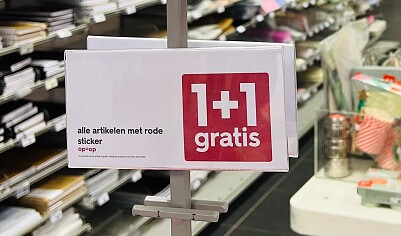 alle artikelen met rode
sticker
op=op
1+1
gratis